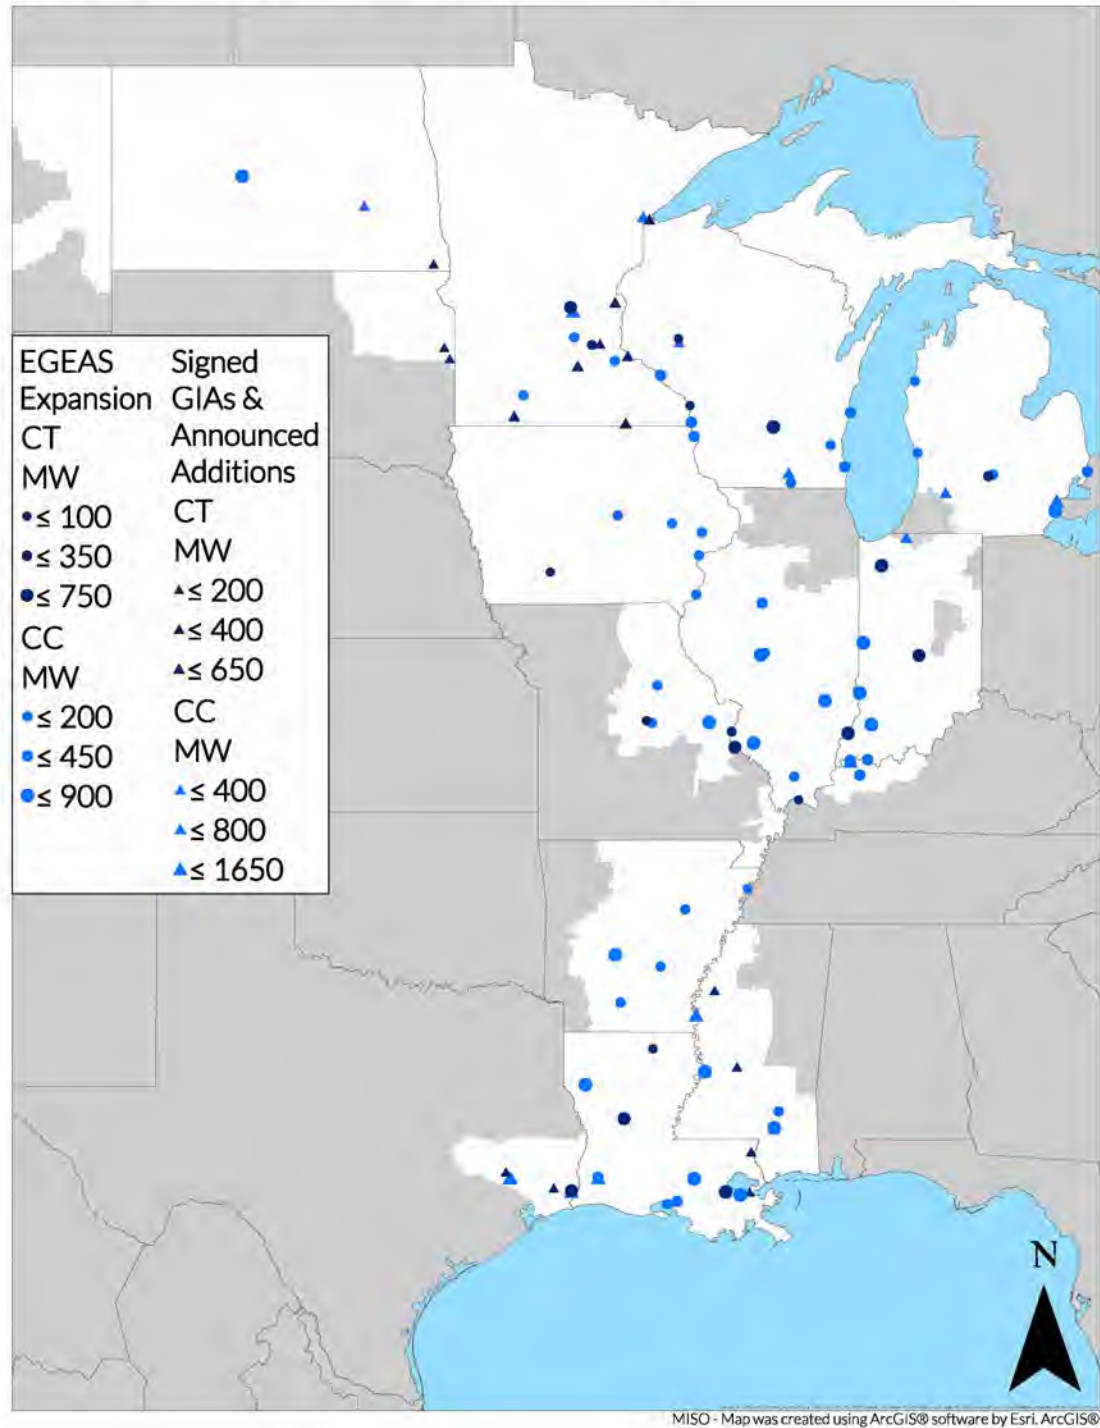 EGEAS
Expansion
CT
MW
≤ 100
≤ 350
≤ 750
CC
MW
≤ 200
≤ 450
≤ 900
Signed
GIAs &
Announced
Additions
CT
MW
≤ 200
≤ 400
≤ 650
CC
MW
≤ 400
≤ 800
≤ 1650
N
MISO - Map was created using ArcGIS® software by Esri. ArcGIS®